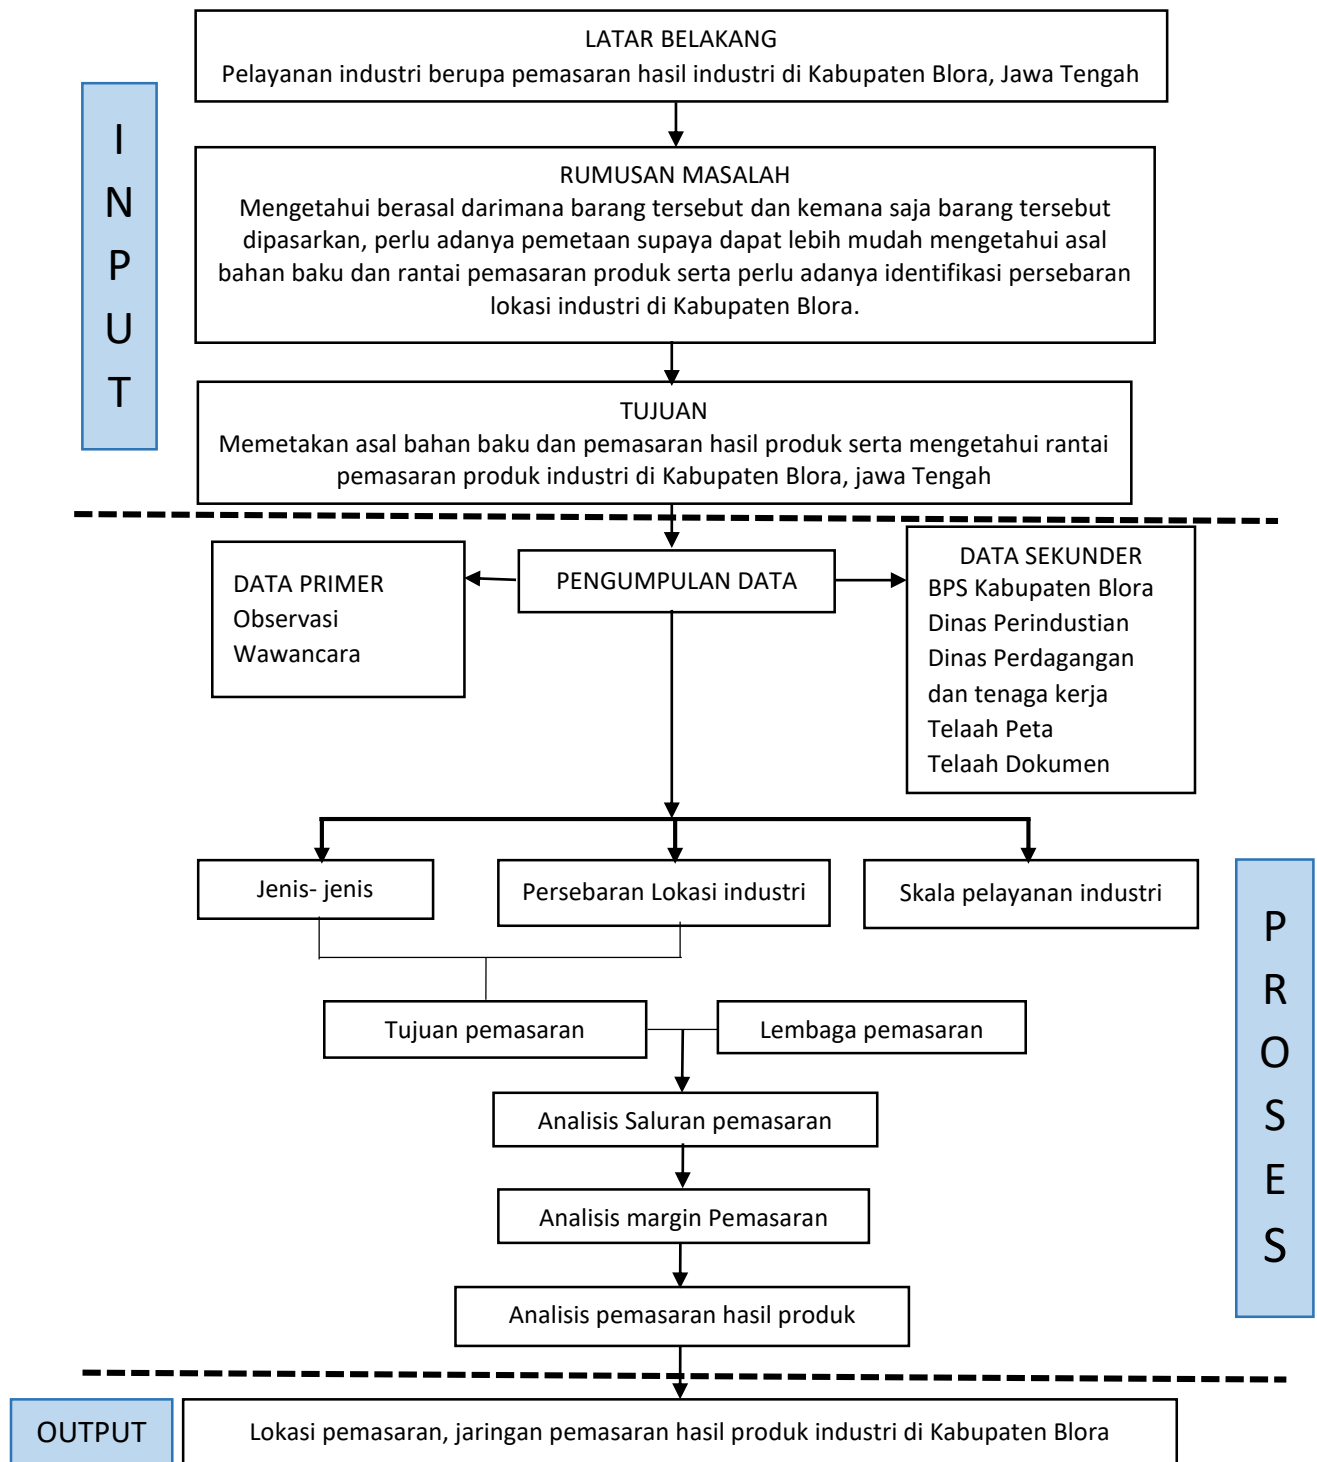 LATAR BELAKANG
Pelayanan industri berupa pemasaran hasil industri di Kabupaten Blora, Jawa Tengah
I
N
P
U
T
RUMUSAN MASALAH
Mengetahui berasal darimana barang tersebut dan kemana saja barang tersebut
dipasarkan, perlu adanya pemetaan supaya dapat lebih mudah mengetahui asal
bahan baku dan rantai pemasaran produk serta perlu adanya identifikasi persebaran
lokasi industri di Kabupaten Blora.
TUJUAN
Memetakan asal bahan baku dan pemasaran hasil produk serta mengetahui rantai
pemasaran produk industri di Kabupaten Blora, jawa Tengah
DATA PRIMER
Observasi
Wawancara
PENGUMPULAN DATA
DATA SEKUNDER
BPS Kabupaten Blora
Dinas Perindustian
Dinas Perdagangan
dan tenaga kerja
Telaah Peta
Telaah Dokumen
Jenis- jenis
Persebaran Lokasi industri
Skala pelayanan industri
P
R
O
S
E
S
Tujuan pemasaran
Lembaga pemasaran
Analisis Saluran pemasaran
Analisis margin Pemasaran
Analisis pemasaran hasil produk
OUTPUT
Lokasi pemasaran, jaringan pemasaran hasil produk industri di Kabupaten Blora